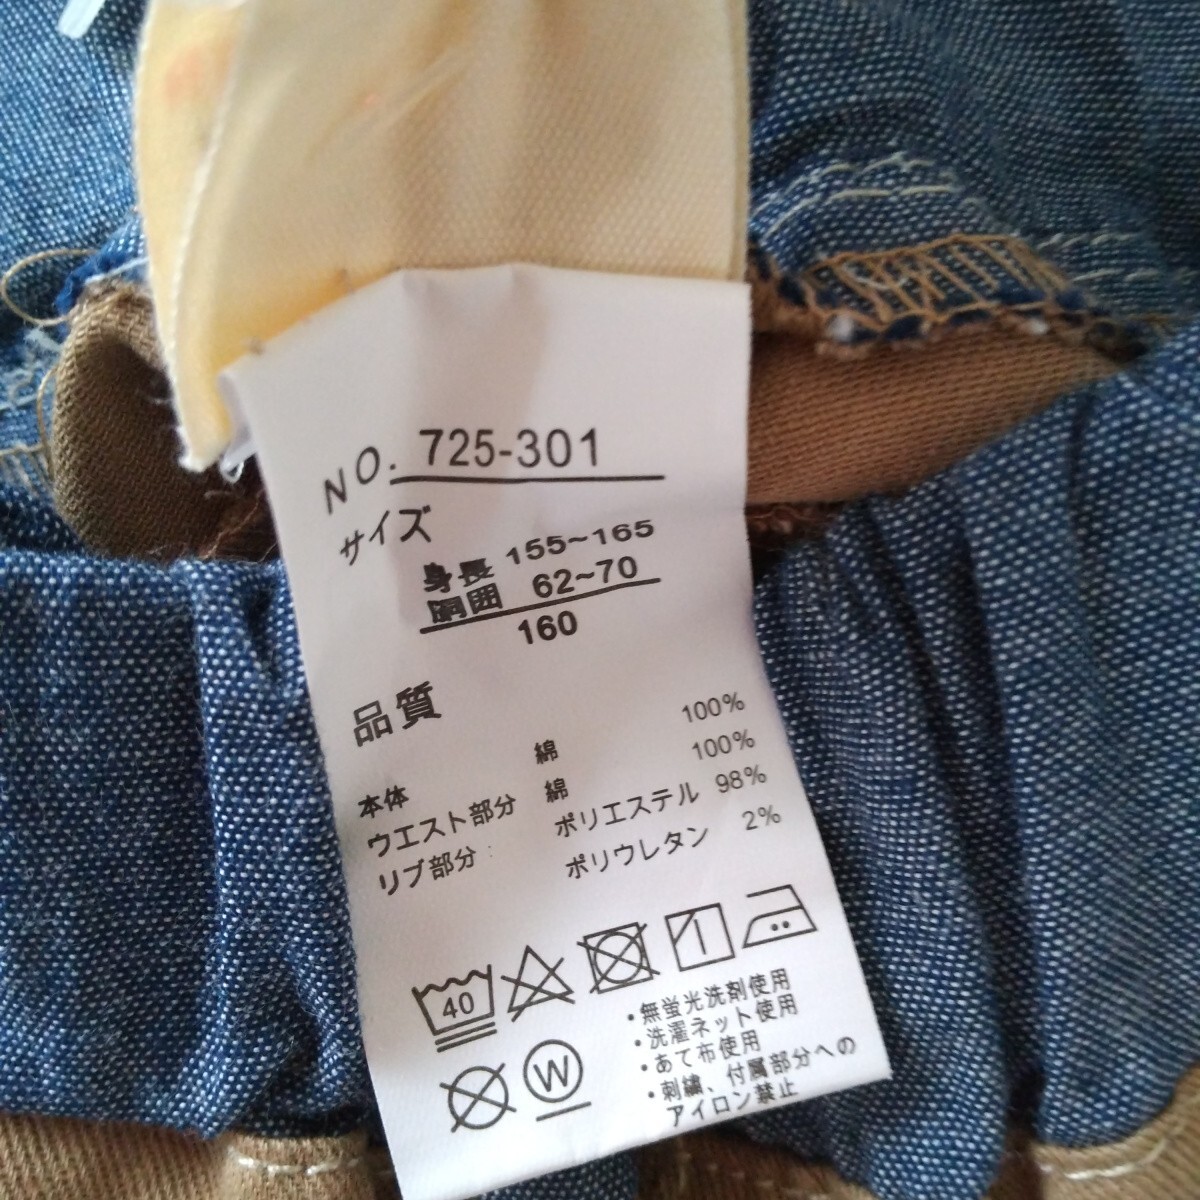 NO. 725-301
サイズ
身長 155~165
胴囲 62~70
160
品質
本体 綿 100%
ウエスト部分 綿 100%
リブ部分 ポリエステル 98%
ポリウレタン 2%
40
W
・無蛍光洗剤使用
・洗濯ネット使用
・あて布使用
・刺繍、付属部分への
アイロン禁止